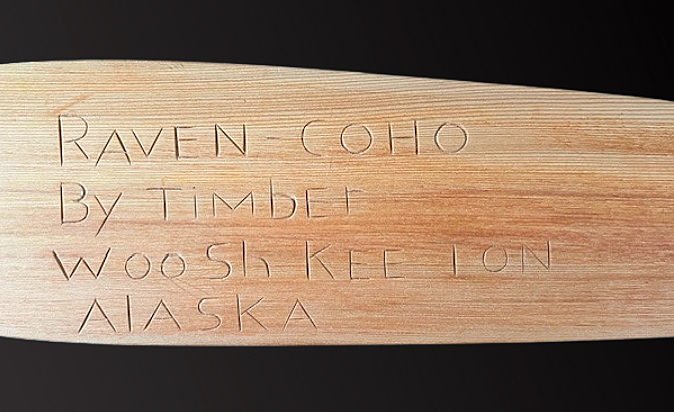 RAVEN-COHO
By TiMbEr
WooSh KEE TON
AlASKA